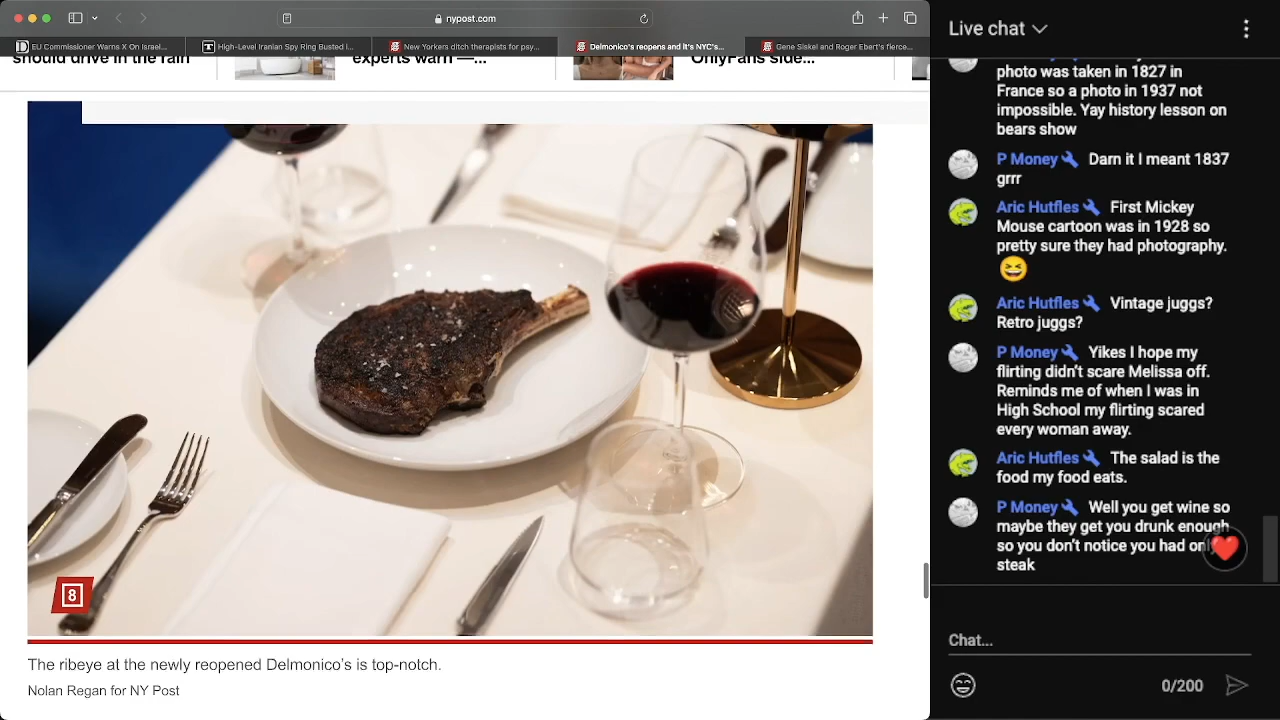 nypost.com
EU Commissioner Warns X On Israel...
High-Level Iranian Spy Ring Busted i...
New Yorkers ditch therapists for psy...
Delmonico's reopens and it's NYC's...
Gene Siskel and Roger Ebert's fierce...
should drive in the rain
experts warn —...
OnlyFans side...
8
The ribeye at the newly reopened Delmonico's is top-notch.
Nolan Regan for NY Post
Live chat
photo was taken in 1827 in
France so a photo in 1937 not
impossible. Yay history lesson on
bears show
P Money Darn it I meant 1837
grrr
Aric Hutfles First Mickey
Mouse cartoon was in 1928 so
pretty sure they had photography.
Aric Hutfles Vintage juggs?
Retro juggs?
P Money Yikes I hope my
flirting didn't scare Melissa off.
Reminds me of when I was in
High School my flirting scared
every woman away.
Aric Hutfles The salad is the
food my food eats.
P Money Well you get wine so
maybe they get you drunk enough
so you don't notice you had only
steak
Chat...
0/200